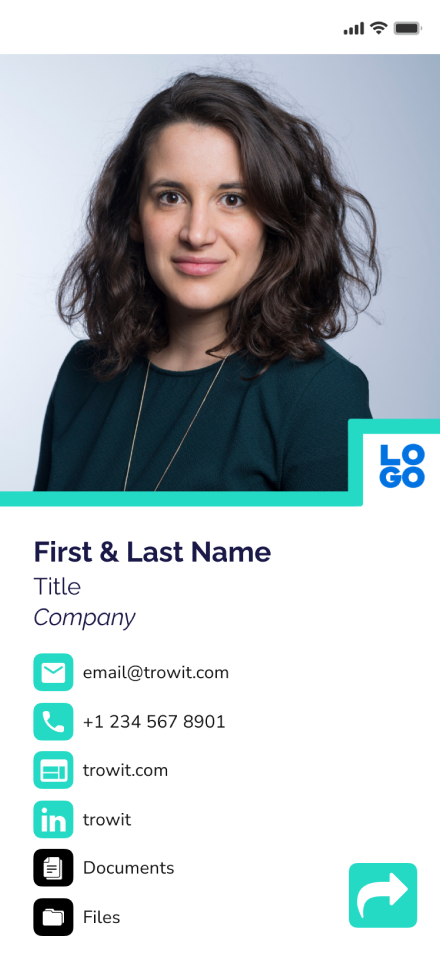 LO
GO
First & Last Name
Title
Company
email@trowit.com
+1 234 567 8901
trowit.com
in trowit
Documents
Files